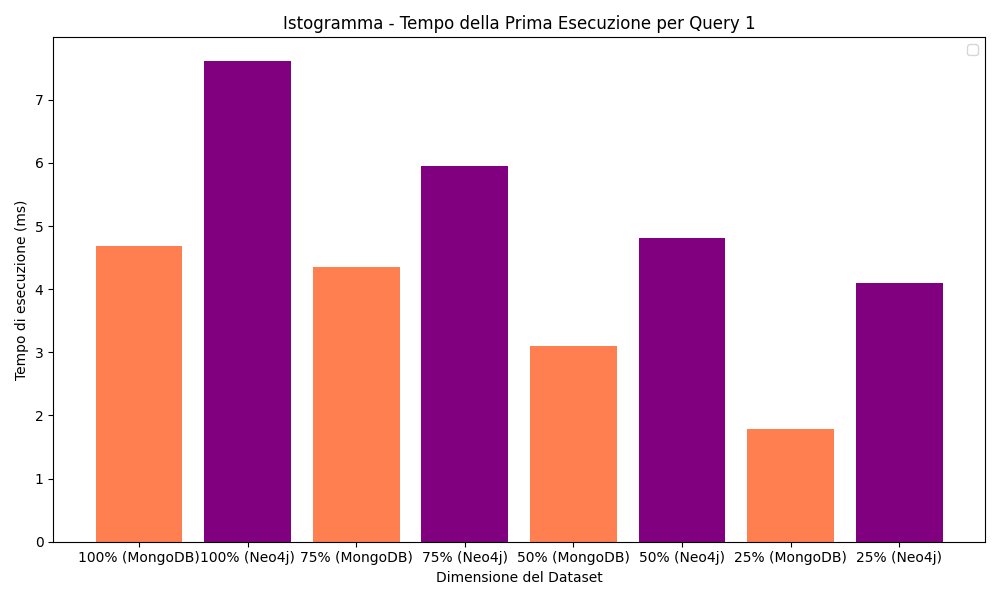 Istogramma - Tempo della Prima Esecuzione per Query 1
Tempo di esecuzione (ms)
7
6
5
4
3
2
1
0
100% (MongoDB) 100% (Neo4j) 75% (MongoDB) 75% (Neo4j) 50% (MongoDB) 50% (Neo4j) 25% (MongoDB) 25% (Neo4j)
Dimensione del Dataset